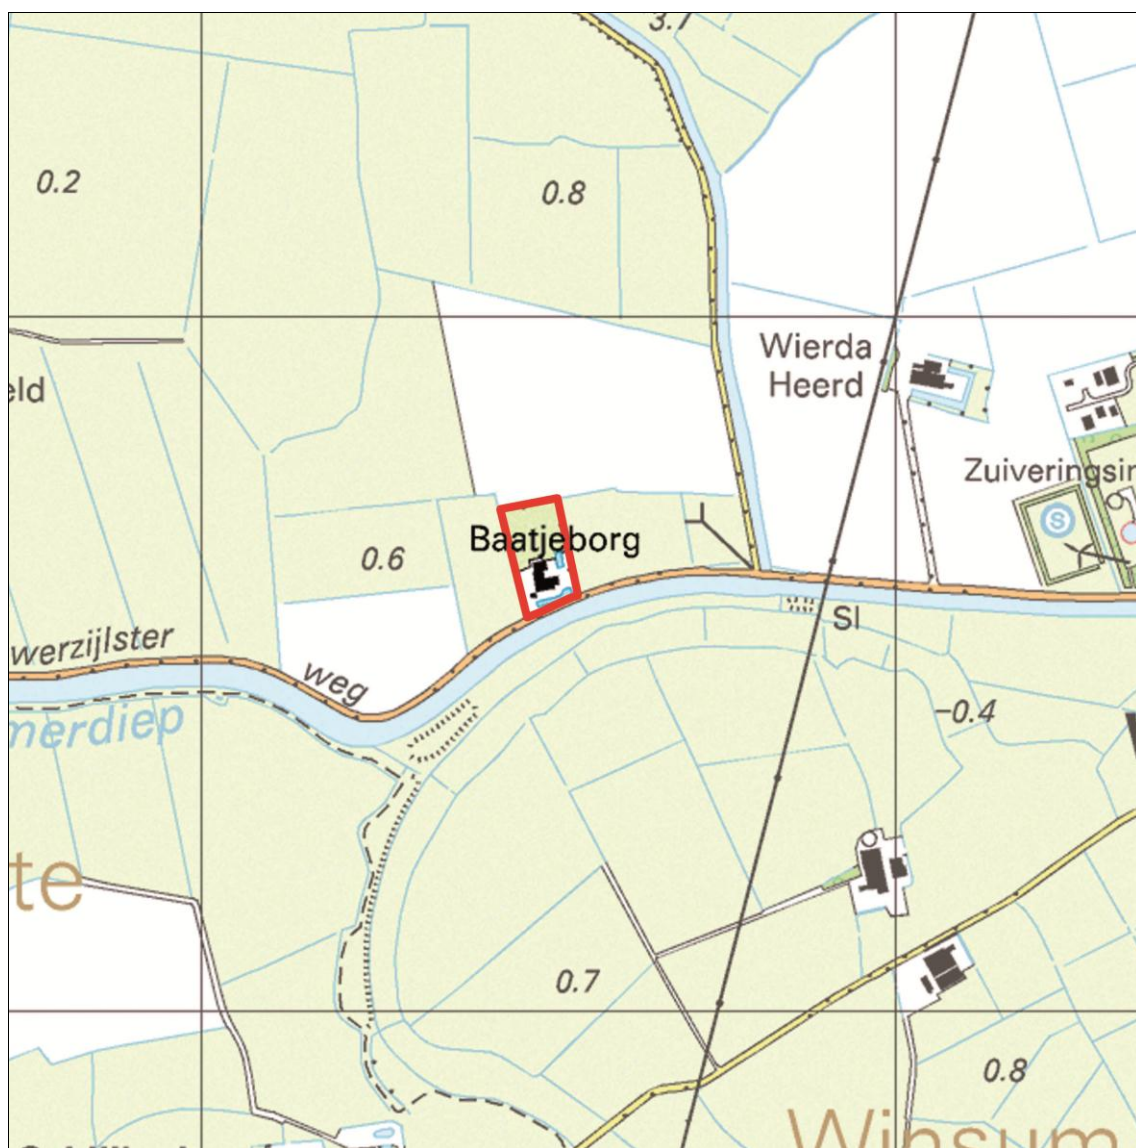 3.7
0.2
0.8
Wierda
Heerd
eld
Zuiveringsin
S
Baatjeborg
0.6
Sl
werzijlster
weg
-0.4
merdiep
te
0.7
0.8
Winsum